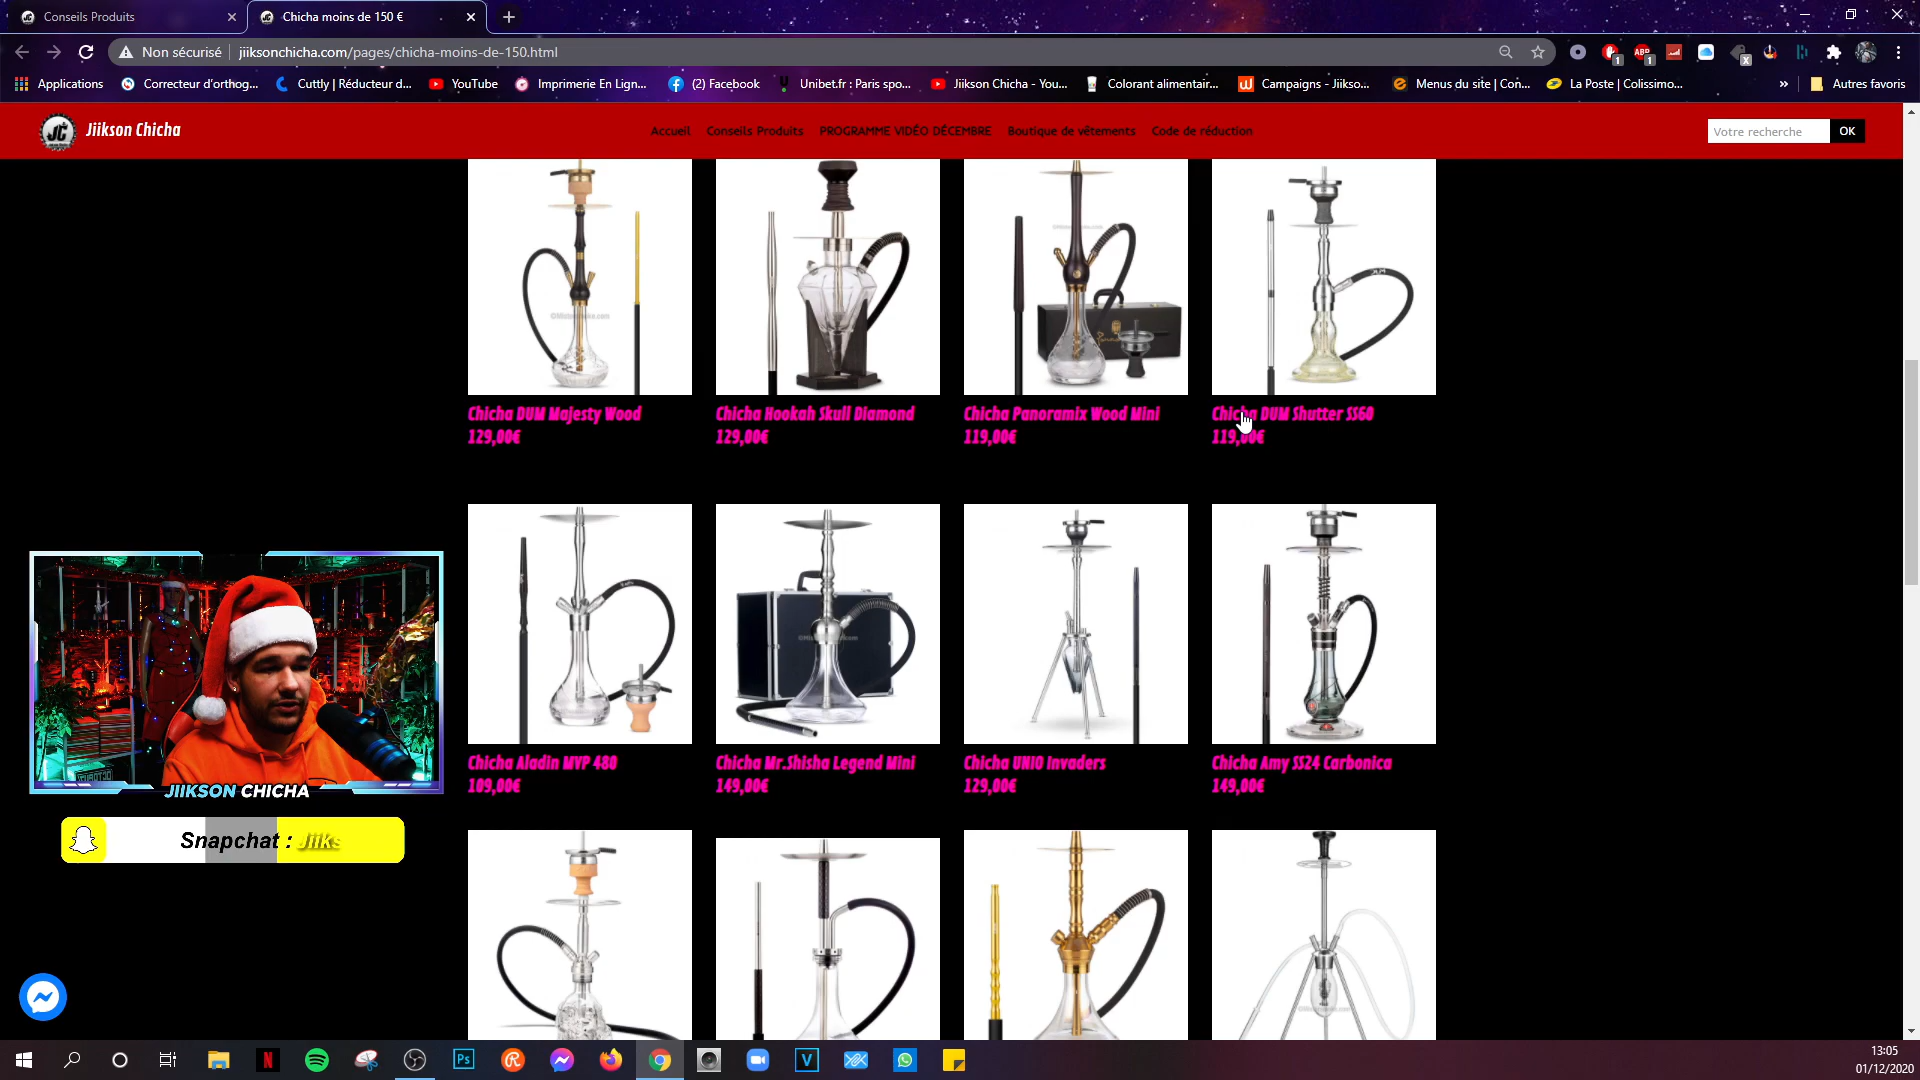 Conseils Produits
Chicha moins de 150 €
Non sécurisé
jiiksonchicha.com/pages/chicha-moins-de-150.html
Applications
Correcteur d'orthog...
Cuttly | Réducteur d...
YouTube
Imprimerie En Lign...
(2) Facebook
Unibet.fr : Paris spo...
Jiikson Chicha - You...
Colorant alimentair...
Campaigns - Jiikso...
Menus du site | Con...
La Poste | Colissimo...
»
Autres favoris
JC
Jiikson Chicha
Accueil
Conseils Produits
PROGRAMME VIDÉO DÉCEMBRE
Boutique de vêtements
Code de réduction
Votre recherche
OK
Chicha DUM Majesty Wood
129,00€
Chicha Hookah Skull Diamond
129,00€
Chicha Panoramix Wood Mini
119,00€
Chicha DUM Shutter SS60
119,00€
Chicha Aladin MVP 480
109,00€
Chicha Mr.Shisha Legend Mini
149,00€
Chicha UNIO Invaders
129,00€
Chicha Amy SS24 Carbonica
149,00€
JIIKSON CHICHA
Snapchat : Jiiks
13:05
01/12/2020